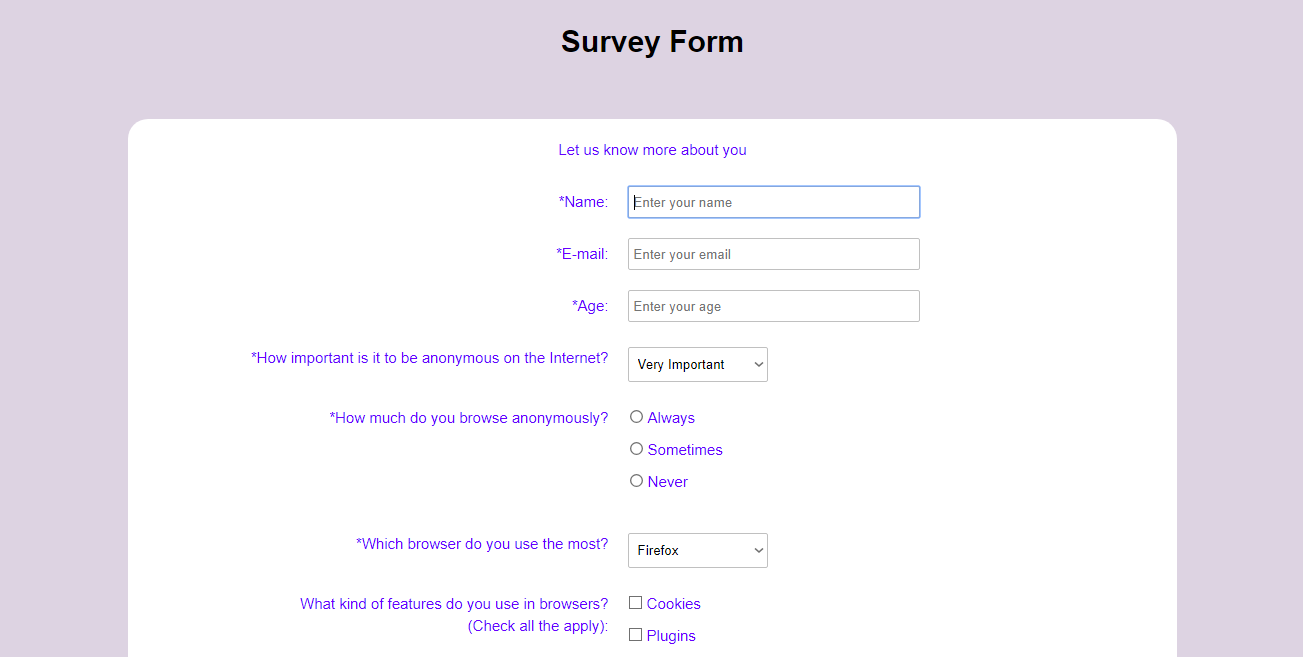 Survey Form
Let us know more about you
*Name: Enter your name
*E-mail: Enter your email
*Age: Enter your age
*How important is it to be anonymous on the Internet? Very Important
*How much do you browse anonymously? Always
Sometimes
Never
*Which browser do you use the most? Firefox
What kind of features do you use in browsers? Cookies
(Check all the apply): Plugins